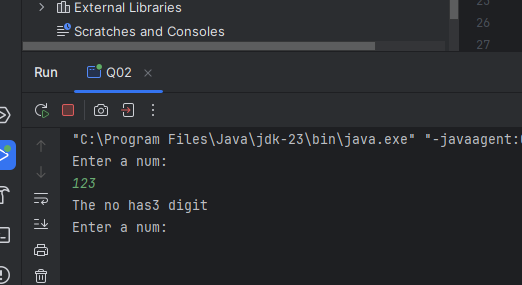 External Libraries
Scratches and Consoles
26
27
Run
Q02
"C:\Program Files\Java\jdk-23\bin\java.exe" "-javaagent:
Enter a num:
123
The no has3 digit
Enter a num: